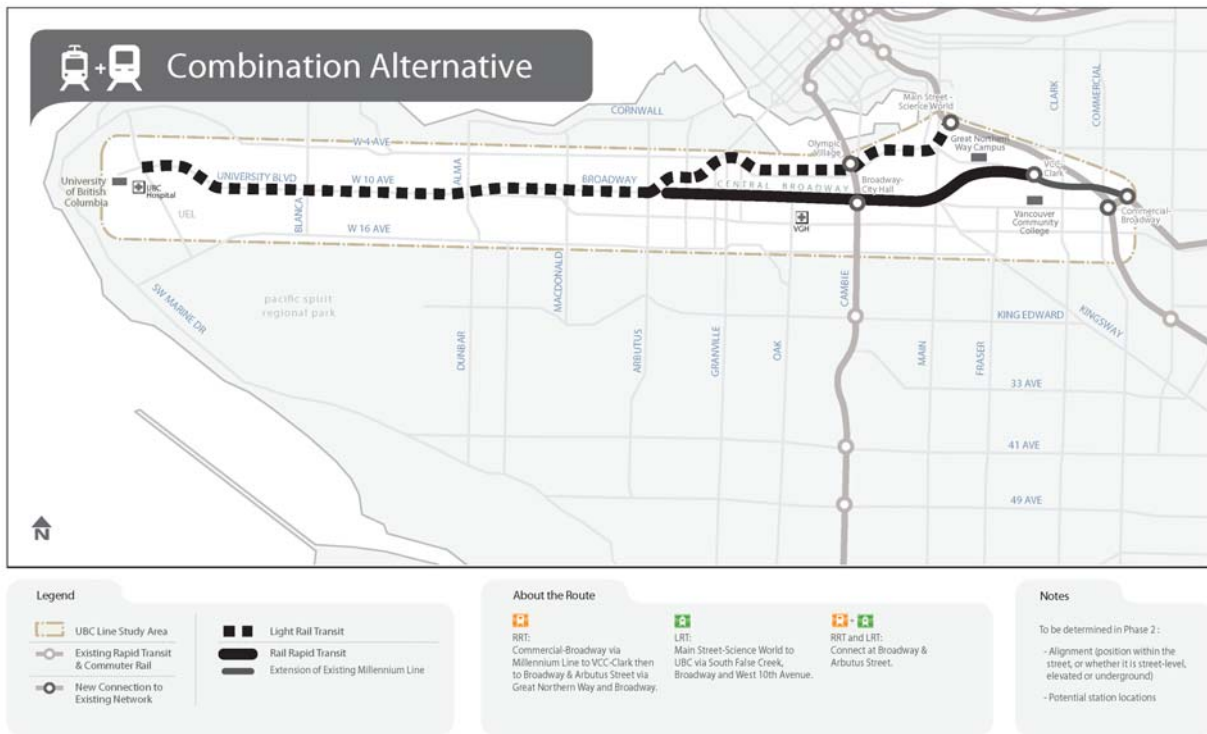 Combination Alternative
CORNWALL
CLARK
COMMERCIAL
Main Street -
Science World
W 4 AVE
Great Northern
Way Campus
Olympic
Village
ALMA
VCC-
Clark
University
of British
Columbia
UBC
Hospital
UNIVERSITY BLVD
W 10 AVE
BROADWAY
CENTRAL BROADWAY
Broadway-
City Hall
UEL
BLANCA
W 16 AVE
VGH
Vancouver
Community
College
Commercial-
Broadway
SW MARINE DR
pacific spirit
regional park
MACDONALD
CAMBIE
KING EDWARD
KINGSWAY
DUNBAR
ARBUTUS
GRANVILLE
OAK
MAIN
FRASER
33 AVE
41 AVE
49 AVE
N
Legend
UBC Line Study Area
Existing Rapid Transit
& Commuter Rail
New Connection to
Existing Network
Light Rail Transit
Rail Rapid Transit
Extension of Existing Millennium Line
About the Route
RRT:
Commercial-Broadway via
Millennium Line to VCC-Clark then
to Broadway & Arbutus Street via
Great Northern Way and Broadway.
LRT:
Main Street-Science World to
UBC via South False Creek,
Broadway and West 10th Avenue.
RRT and LRT:
Connect at Broadway &
Arbutus Street.
Notes
To be determined in Phase 2 :
- Alignment (position within the
street, or whether it is street-level,
elevated or underground)
- Potential station locations